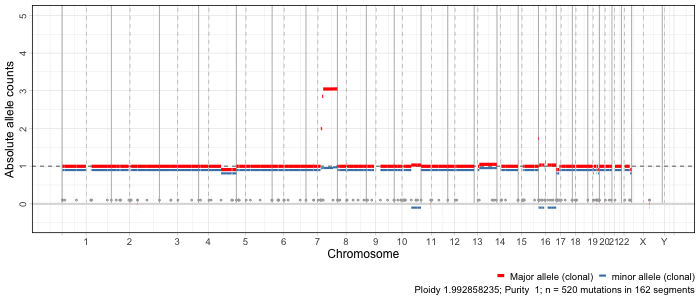 Absolute allele counts
5
4
3
2
1
0
1 2 3 4 5 6 7 8 9 10 11 12 13 14 15 16 17 18 19 20 21 22 X Y
Chromosome
Major allele (clonal) minor allele (clonal)
Ploidy 1.992858235; Purity 1; n = 520 mutations in 162 segments